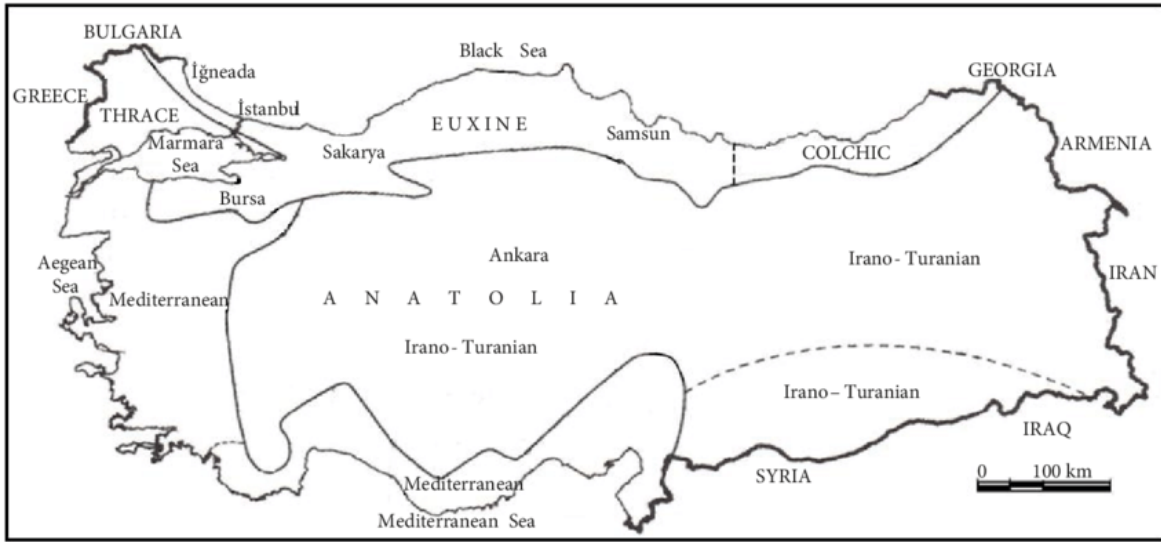 BULGARIA
Black Sea
İğneada
GEORGIA
GREECE
İstanbul
THRACE
EUXINE
Samsun
Marmara
Sea
Sakarya
COLCHIC
ARMENIA
Bursa
Ankara
Irano - Turanian
Aegean
Sea
IRAN
Mediterranean
ANATOLIA
Irano - Turanian
Irano – Turanian
IRAQ
SYRIA
0 100 km
Mediterranean
Mediterranean Sea